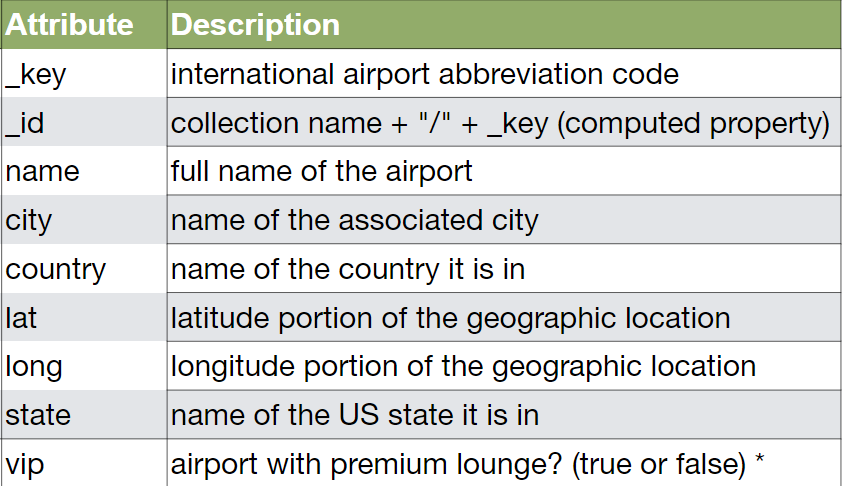 Attribute Description
_key international airport abbreviation code
_id collection name + "/" + _key (computed property)
name full name of the airport
city name of the associated city
country name of the country it is in
lat latitude portion of the geographic location
long longitude portion of the geographic location
state name of the US state it is in
vip airport with premium lounge? (true or false) *